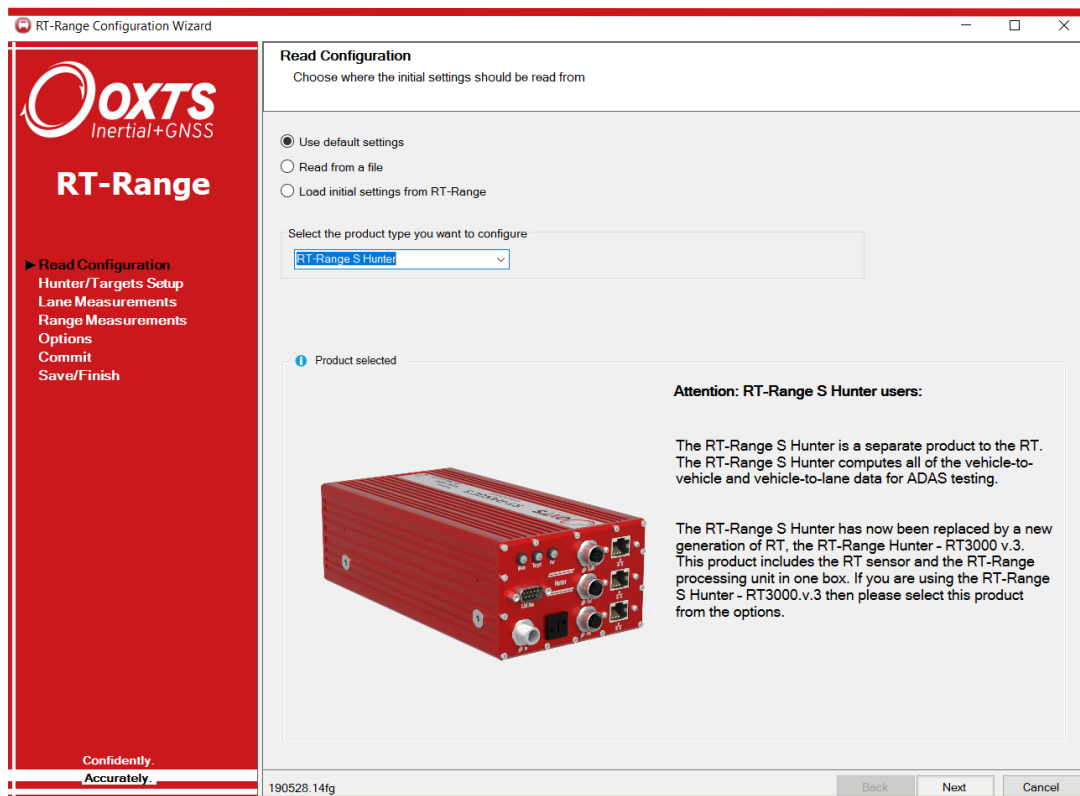 RT-Range Configuration Wizard
OXTS
Inertial+GNSS
RT-Range
Read Configuration
Hunter/Targets Setup
Lane Measurements
Range Measurements
Options
Commit
Save/Finish
Confidently.
Accurately.
Read Configuration
Choose where the initial settings should be read from
Use default settings
Read from a file
Load initial settings from RT-Range
Select the product type you want to configure
RT-Range S Hunter
Product selected
Attention: RT-Range S Hunter users:
The RT-Range S Hunter is a separate product to the RT.
The RT-Range S Hunter computes all of the vehicle-to-
vehicle and vehicle-to-lane data for ADAS testing.
The RT-Range S Hunter has now been replaced by a new
generation of RT, the RT-Range Hunter - RT3000 v.3.
This product includes the RT sensor and the RT-Range
processing unit in one box. If you are using the RT-Range
S Hunter - RT3000.v.3 then please select this product
from the options.
Hunter
190528.14fg
Back
Next
Cancel